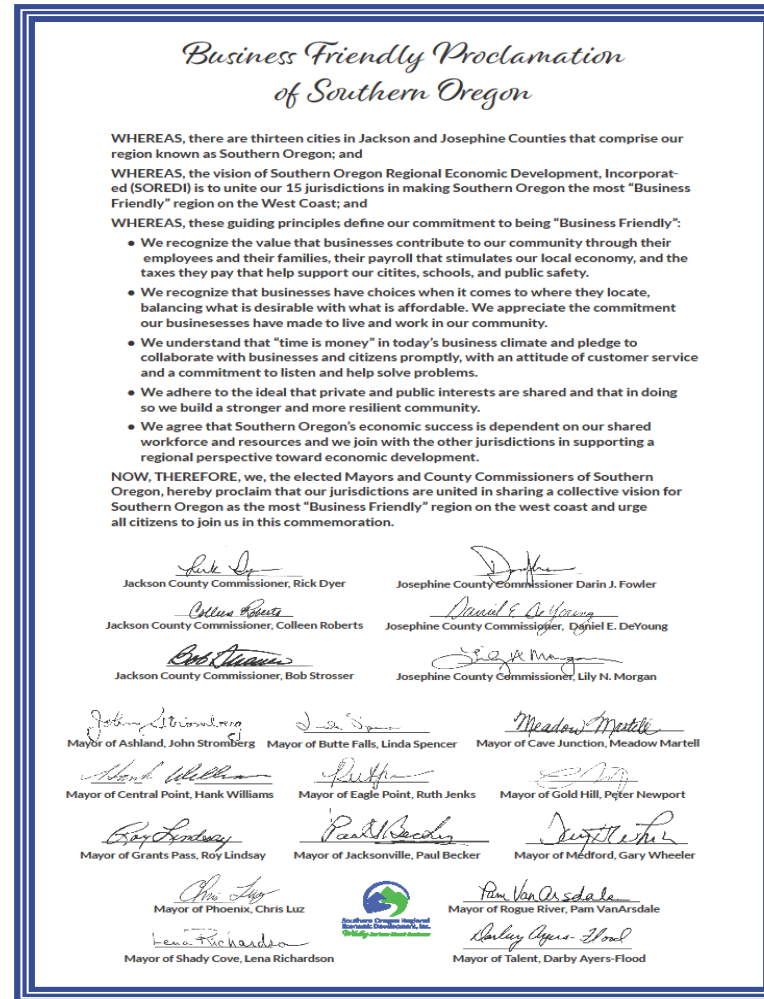 Business Friendly Proclamation
of Southern Oregon
WHEREAS, there are thirteen cities in Jackson and Josephine Counties that comprise our
region known as Southern Oregon; and
WHEREAS, the vision of Southern Oregon Regional Economic Development, Incorporat-
ed (SOREDI) is to unite our 15 jurisdictions in making Southern Oregon the most “Business
Friendly” region on the West Coast; and
WHEREAS, these guiding principles define our commitment to being “Business Friendly”:
• We recognize the value that businesses contribute to our community through their
employees and their families, their payroll that stimulates our local economy, and the
taxes they pay that help support our citites, schools, and public safety.
• We recognize that businesses have choices when it comes to where they locate,
balancing what is desirable with what is affordable. We appreciate the commitment
our businesesses have made to live and work in our community.
• We understand that “time is money” in today’s business climate and pledge to
collaborate with businesses and citizens promptly, with an attitude of customer service
and a commitment to listen and help solve problems.
• We adhere to the ideal that private and public interests are shared and that in doing
so we build a stronger and more resilient community.
• We agree that Southern Oregon’s economic success is dependent on our shared
workforce and resources and we join with the other jurisdictions in supporting a
regional perspective toward economic development.
NOW, THEREFORE, we, the elected Mayors and County Commissioners of Southern
Oregon, hereby proclaim that our jurisdictions are united in sharing a collective vision for
Southern Oregon as the most “Business Friendly” region on the west coast and urge
all citizens to join us in this commemoration.
Jackson County Commissioner, Rick Dyer
Josephine County Commissioner Darin J. Fowler
Colleen Roberts
Daniel E. DeYoung
Jackson County Commissioner, Colleen Roberts
Josephine County Commissioner, Daniel E. DeYoung
Bob Strosser
Jackson County Commissioner, Bob Strosser
Josephine County Commissioner, Lily N. Morgan
John Stromberg
Meadow Martell
Mayor of Ashland, John Stromberg
Mayor of Butte Falls, Linda Spencer
Mayor of Cave Junction, Meadow Martell
Hank Williams
Mayor of Central Point, Hank Williams
Mayor of Eagle Point, Ruth Jenks
Mayor of Gold Hill, Peter Newport
Roy Lindsay
Mayor of Grants Pass, Roy Lindsay
Mayor of Jacksonville, Paul Becker
Mayor of Medford, Gary Wheeler
Chris Luz
Pam VanArsdale
Mayor of Phoenix, Chris Luz
Mayor of Rogue River, Pam VanArsdale
Southern Oregon Regional
Economic Development, Inc.
Lena Richardson
Darby Ayers-Flood
Mayor of Shady Cove, Lena Richardson
Mayor of Talent, Darby Ayers-Flood